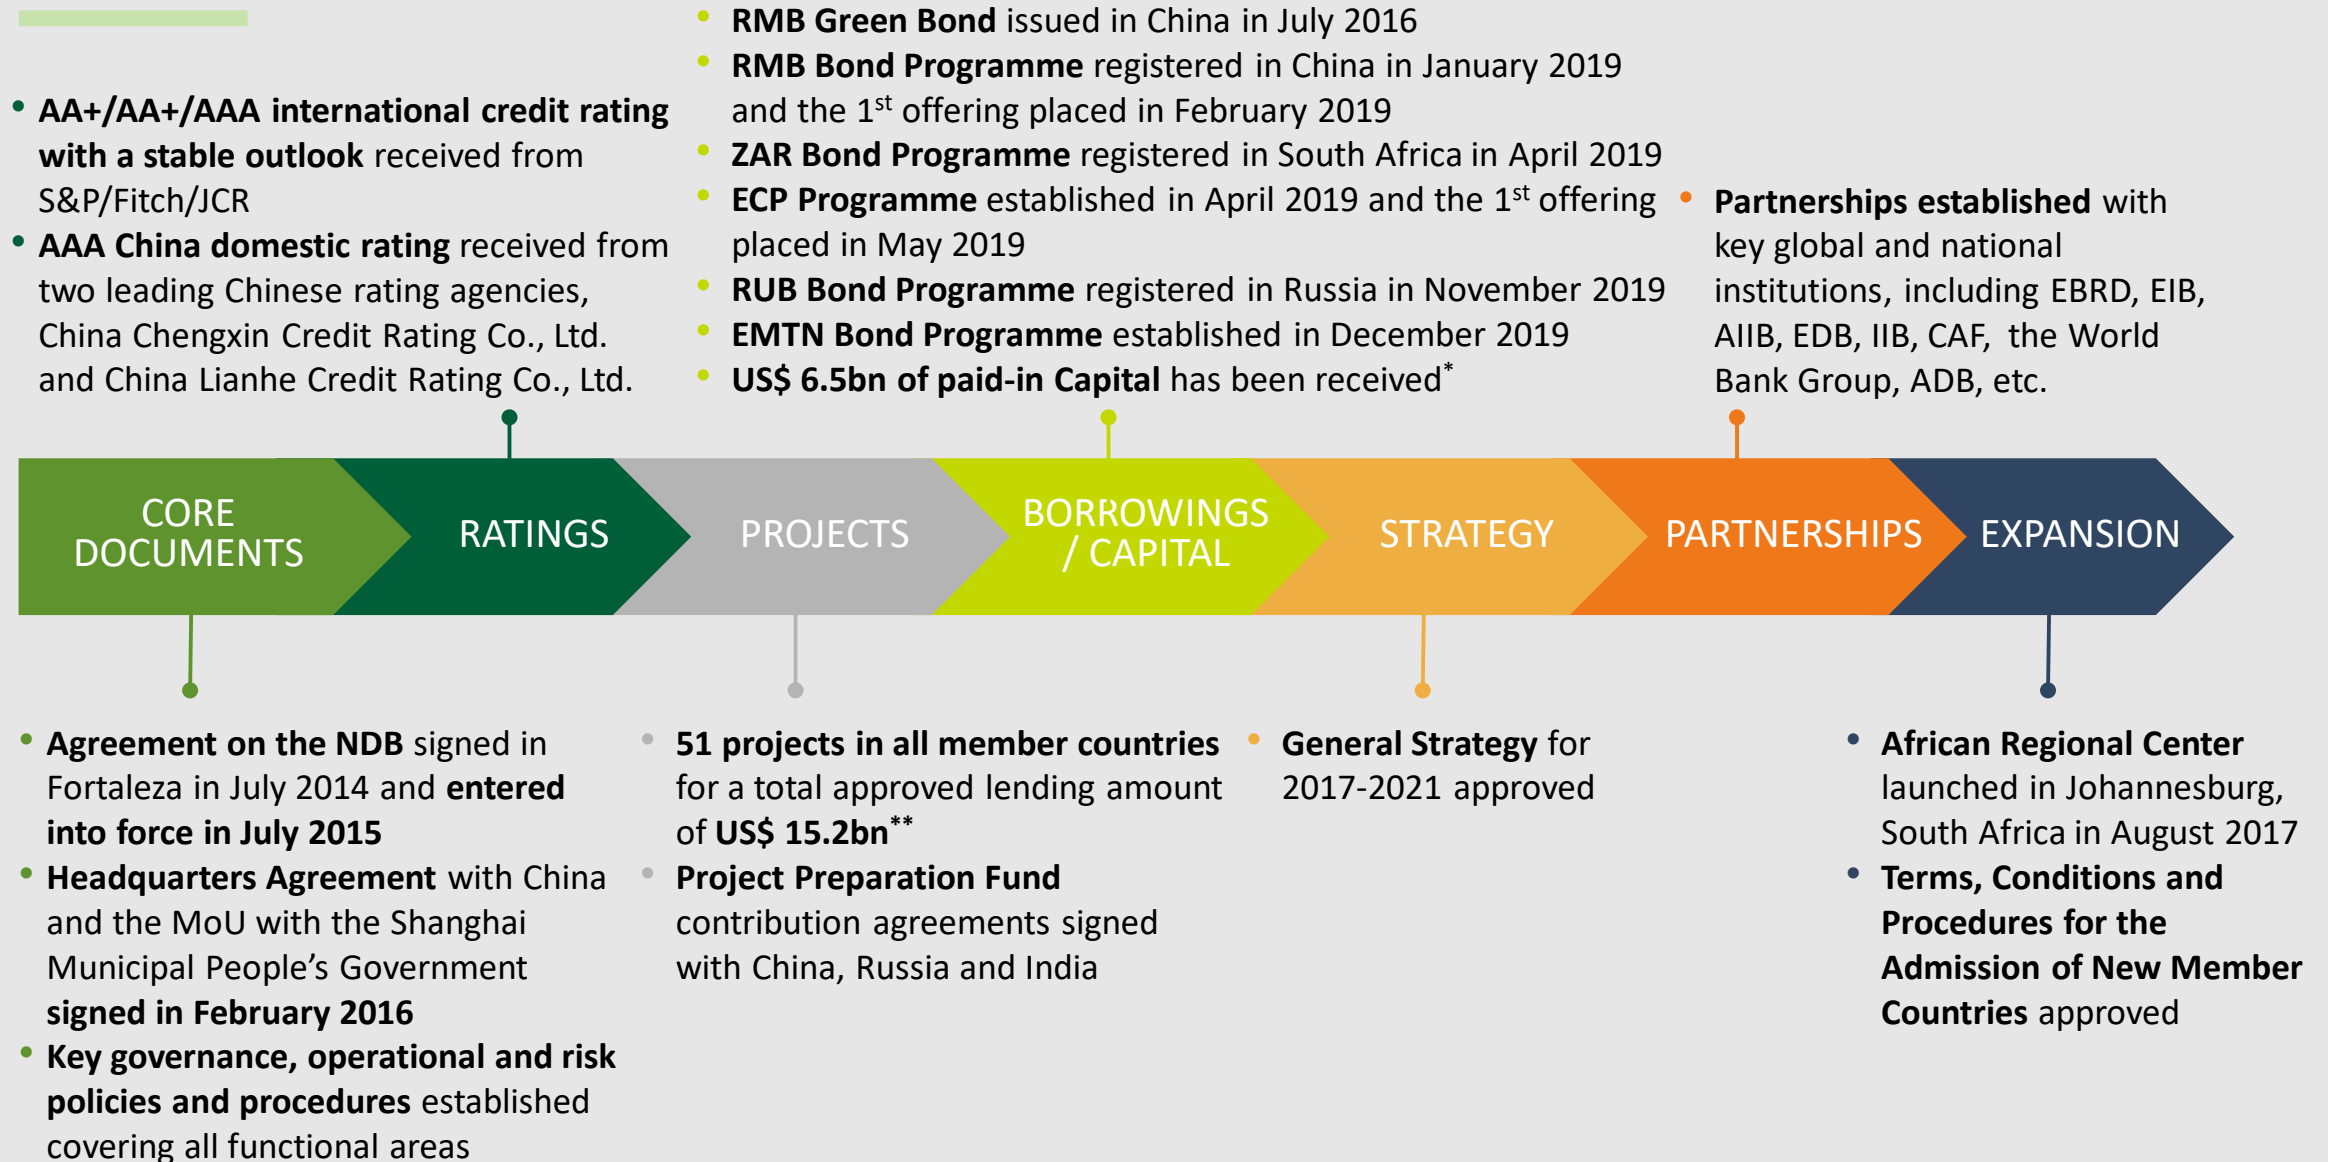 • AA+/AA+/AAA international credit rating
with a stable outlook received from
S&P/Fitch/JCR
• AAA China domestic rating received from
two leading Chinese rating agencies,
China Chengxin Credit Rating Co., Ltd.
and China Lianhe Credit Rating Co., Ltd.
• RMB Green Bond issued in China in July 2016
• RMB Bond Programme registered in China in January 2019
and the 1st offering placed in February 2019
• ZAR Bond Programme registered in South Africa in April 2019
• ECP Programme established in April 2019 and the 1st offering
placed in May 2019
• RUB Bond Programme registered in Russia in November 2019
• EMTN Bond Programme established in December 2019
• US$ 6.5bn of paid-in Capital has been received*
• Partnerships established with
key global and national
institutions, including EBRD, EIB,
AIIB, EDB, IIB, CAF, the World
Bank Group, ADB, etc.
CORE
DOCUMENTS
RATINGS
PROJECTS
BORROWINGS
/ CAPITAL
STRATEGY
PARTNERSHIPS
EXPANSION
• Agreement on the NDB signed in
Fortaleza in July 2014 and entered
into force in July 2015
• Headquarters Agreement with China
and the MoU with the Shanghai
Municipal People’s Government
signed in February 2016
• Key governance, operational and risk
policies and procedures established
covering all functional areas
• 51 projects in all member countries
for a total approved lending amount
of US$ 15.2bn**
• Project Preparation Fund
contribution agreements signed
with China, Russia and India
• General Strategy for
2017-2021 approved
• African Regional Center
launched in Johannesburg,
South Africa in August 2017
• Terms, Conditions and
Procedures for the
Admission of New Member
Countries approved